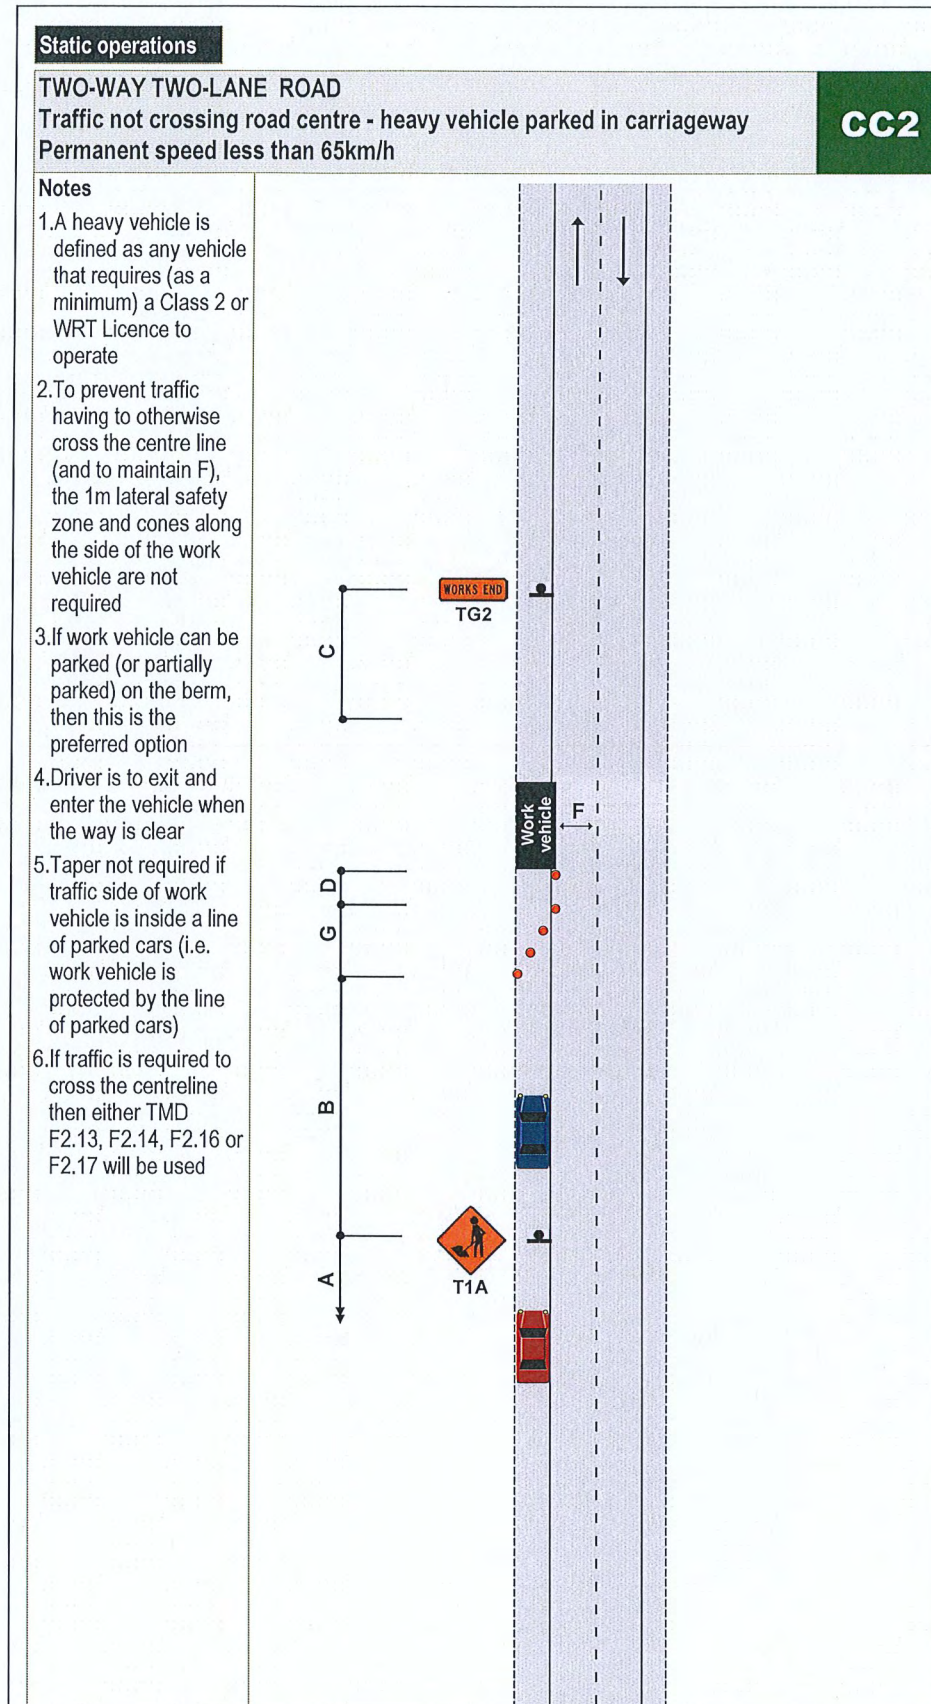 Static operations
TWO-WAY TWO-LANE ROAD
Traffic not crossing road centre - heavy vehicle parked in carriageway
Permanent speed less than 65km/h
CC2
Notes
1.A heavy vehicle is
defined as any vehicle
that requires (as a
minimum) a Class 2 or
WRT Licence to
operate
2.To prevent traffic
having to otherwise
cross the centre line
(and to maintain F),
the 1m lateral safety
zone and cones along
the side of the work
vehicle are not
required
3.If work vehicle can be
parked (or partially
parked) on the berm,
then this is the
preferred option
4.Driver is to exit and
enter the vehicle when
the way is clear
5.Taper not required if
traffic side of work
vehicle is inside a line
of parked cars (i.e.
work vehicle is
protected by the line
of parked cars)
6.If traffic is required to
cross the centreline
then either TMD
F2.13, F2.14, F2.16 or
F2.17 will be used
WORKS END
TG2
C
Work
vehicle
F
D
G
B
T1A
A